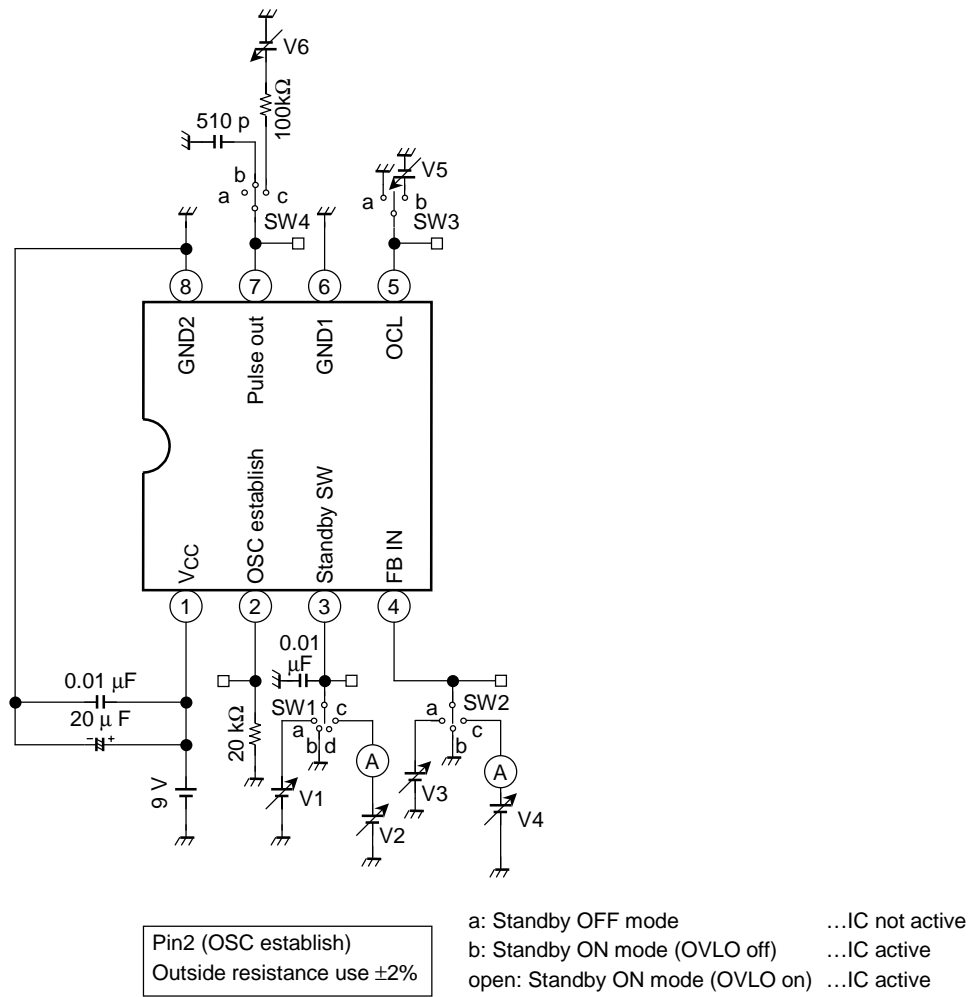 V6
100kΩ
510 p
b
a
c
SW4
V5
a
b
SW3
8
7
6
5
GND2
Pulse out
GND1
OCL
VCC
OSC establish
Standby SW
FB IN
1
2
3
4
0.01 μF
20 μ F
− +
9 V
20 kΩ
0.01
μF
SW1
a
b
d
c
A
V1
V2
SW2
a
b
c
A
V3
V4
Pin2 (OSC establish)
Outside resistance use ±2%
a: Standby OFF mode …IC not active
b: Standby ON mode (OVLO off) …IC active
open: Standby ON mode (OVLO on) …IC active